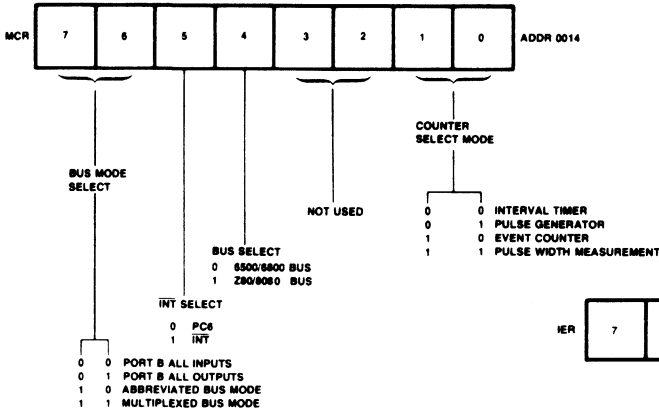 MCR 7 6 5 4 3 2 1 0 ADDR 0014
COUNTER
SELECT MODE
BUS MODE
SELECT
NOT USED
0 0 INTERVAL TIMER
0 1 PULSE GENERATOR
1 0 EVENT COUNTER
1 1 PULSE WIDTH MEASUREMENT
BUS SELECT
0 6500/6800 BUS
1 Z80/8080 BUS
INT SELECT
0 PC6
1 INT
IER 7
0 0 PORT B ALL INPUTS
0 1 PORT B ALL OUTPUTS
1 0 ABBREVIATED BUS MODE
1 1 MULTIPLEXED BUS MODE